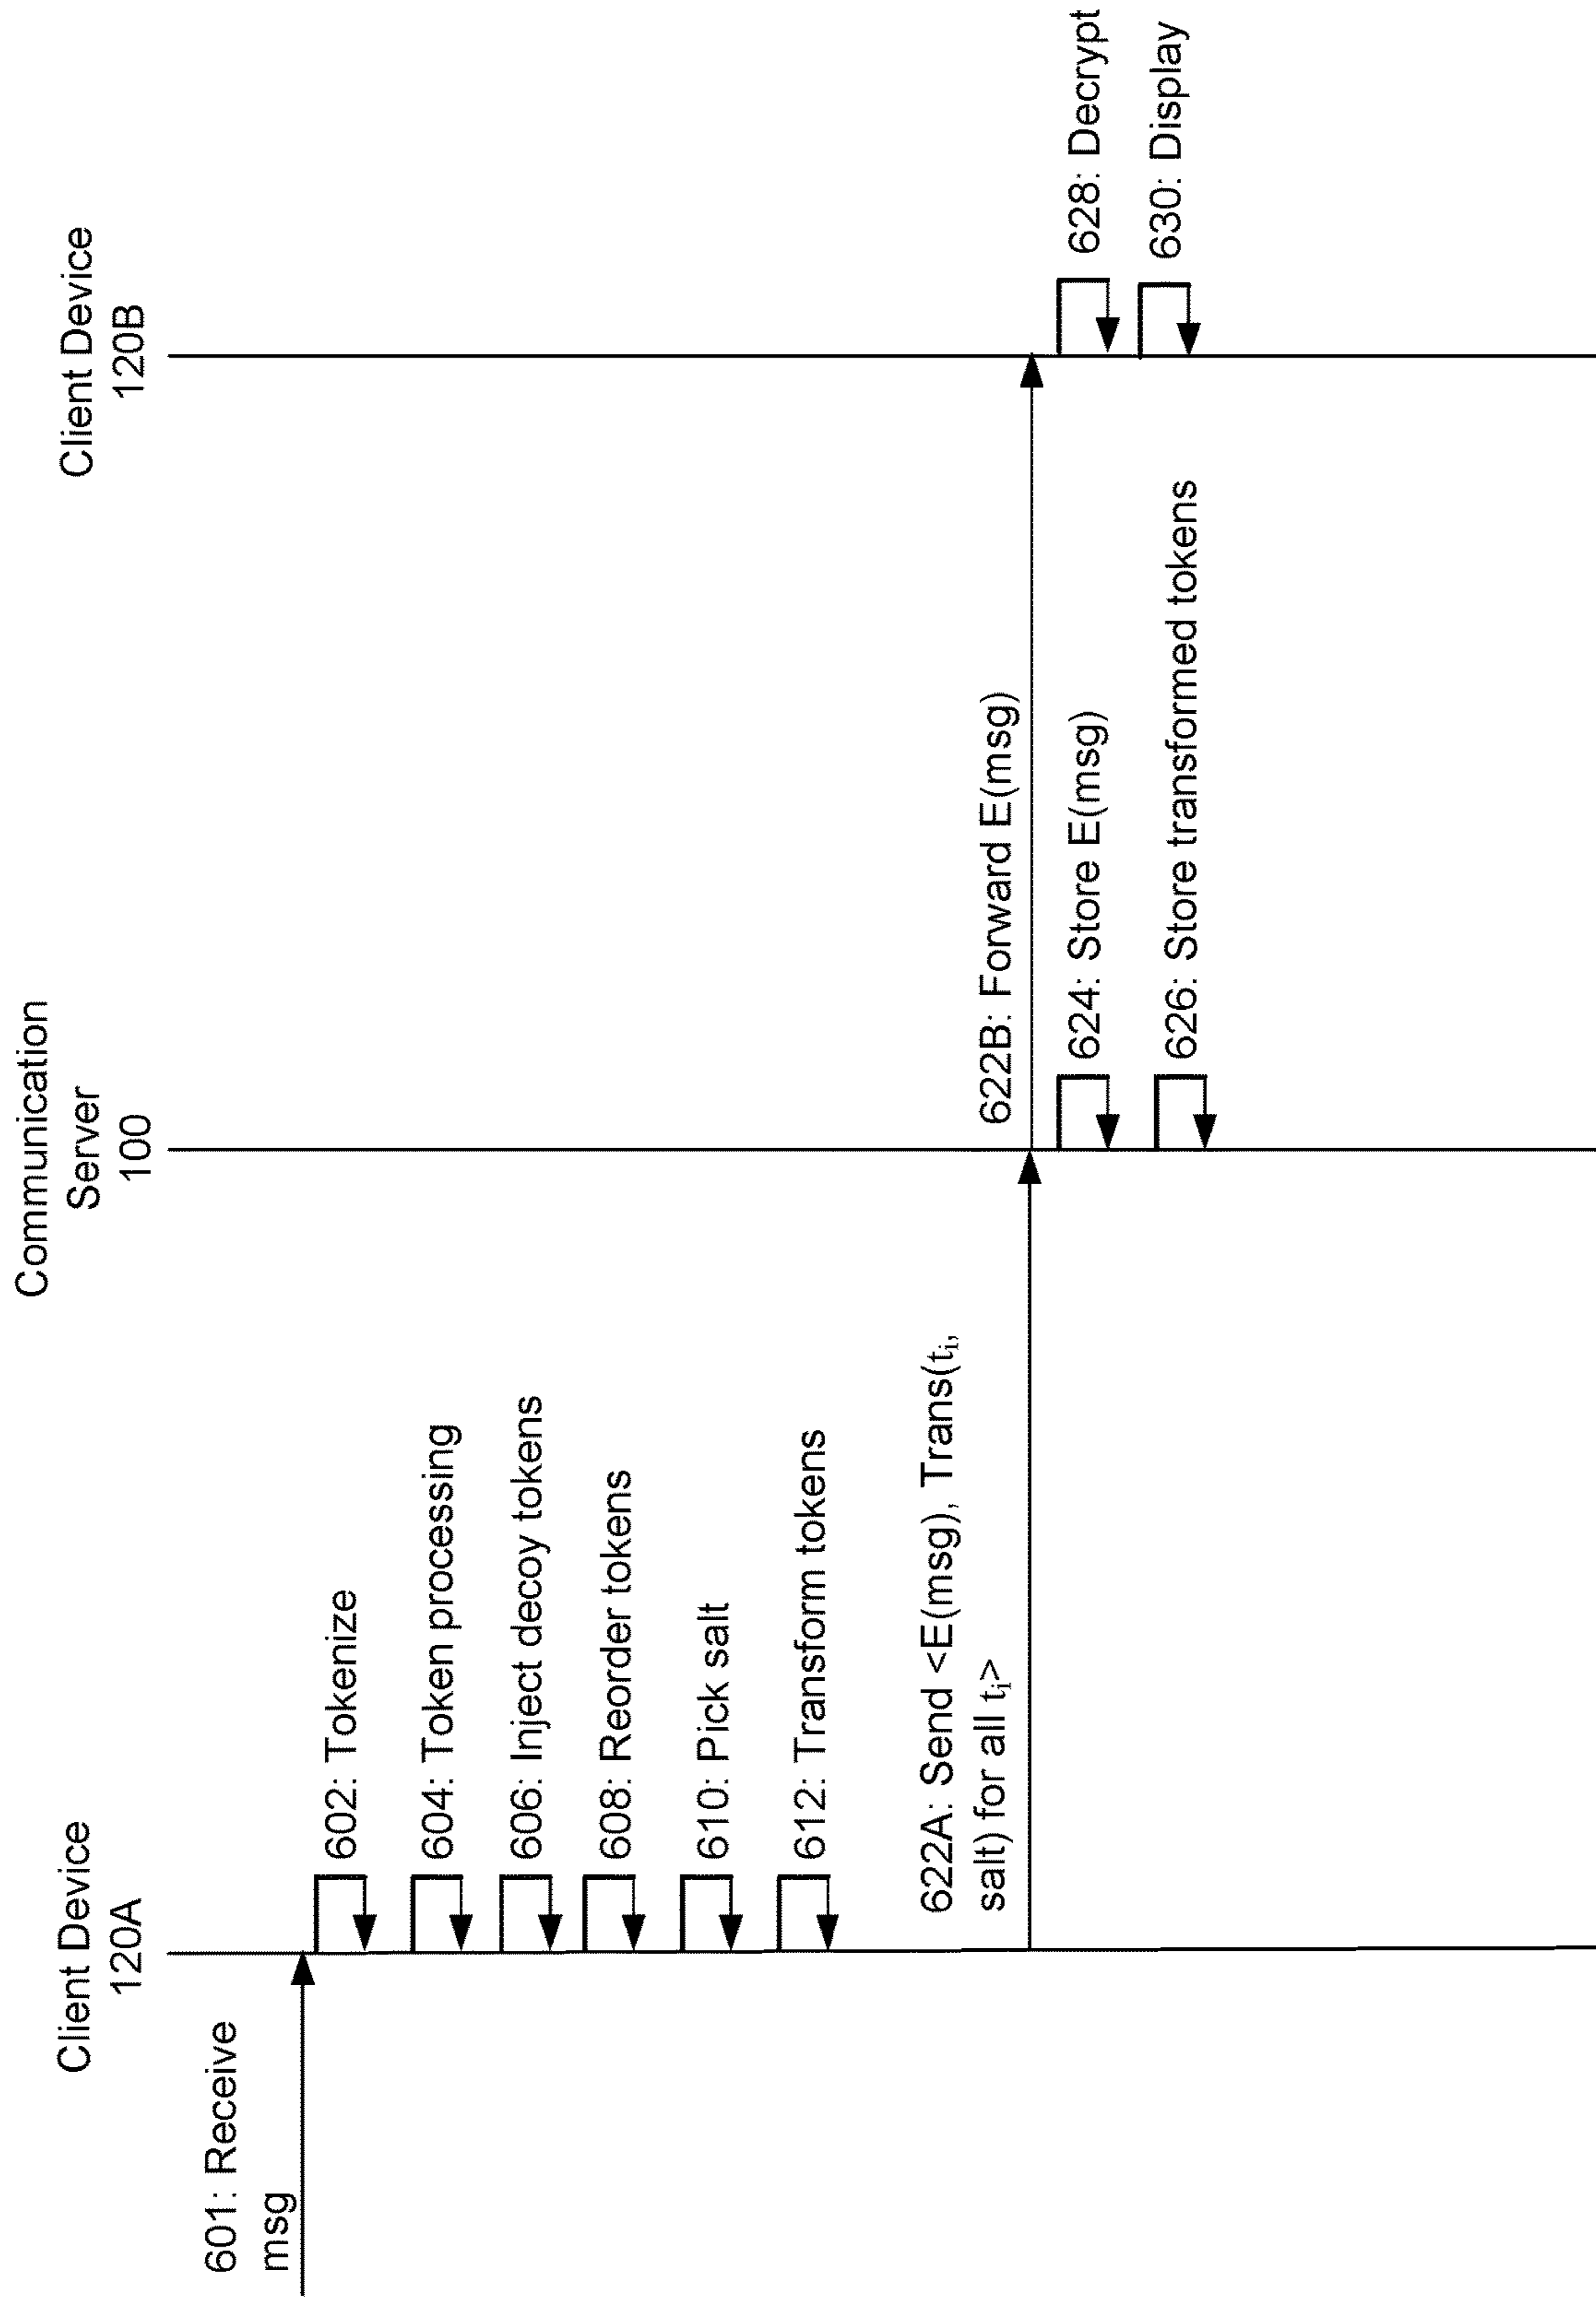 Client Device
120A
Communication
Server
100
Client Device
120B
601: Receive
msg
602: Tokenize
604: Token processing
606: Inject decoy tokens
608: Reorder tokens
610: Pick salt
612: Transform tokens
622A: Send <E(msg), Trans(tᵢ,
salt) for all tᵢ>
622B: Forward E(msg)
624: Store E(msg)
626: Store transformed tokens
628: Decrypt
630: Display